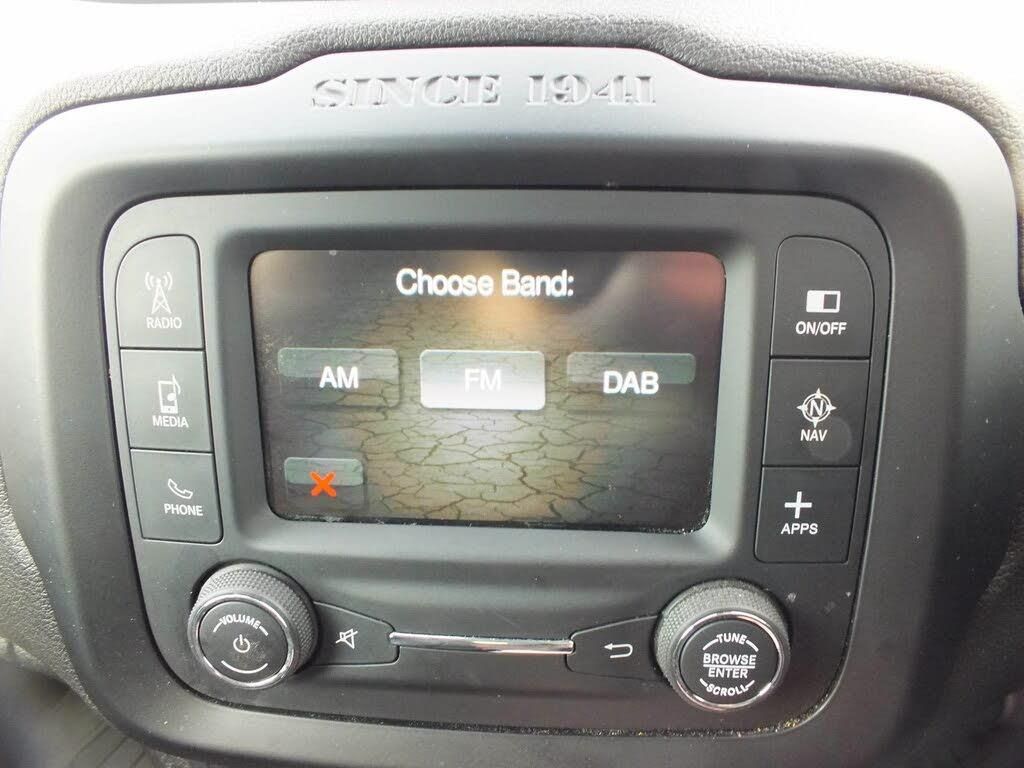 SINCE 1941
RADIO
MEDIA
PHONE
Choose Band:
AM FM DAB
ON/OFF
N
NAV
APPS
VOLUME
TUNE
BROWSE
ENTER
SCROLL